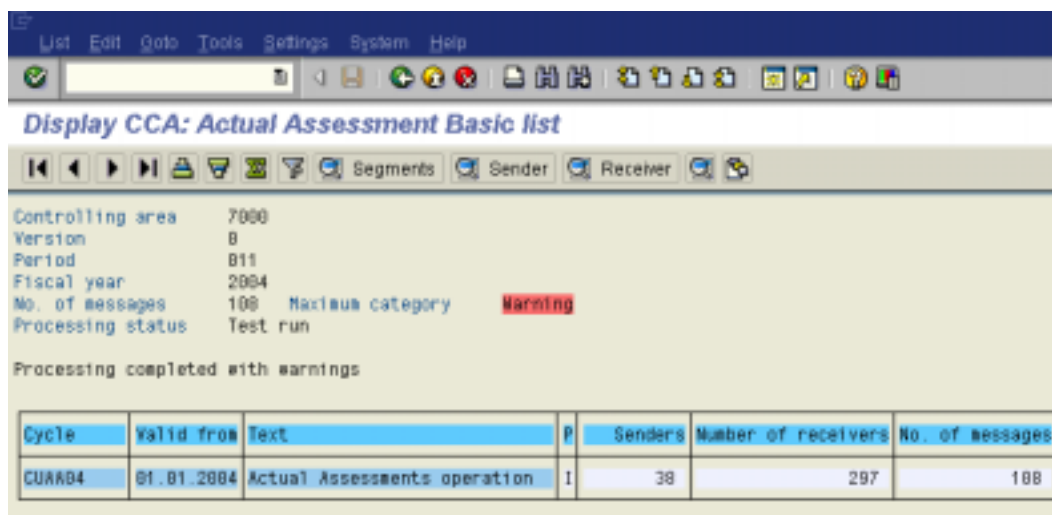 List Edit Goto Tools Settings System Help
Display CCA: Actual Assessment Basic list
Segments Sender Receiver
Controlling area 7000
Version 0
Period 011
Fiscal year 2004
No. of messages 108 Maximum category Warning
Processing status Test run
Processing completed with warnings
Cycle Valid from Text P Senders Number of receivers No. of messages
01.01.2004 Actual Assessments operation I 38 297 108